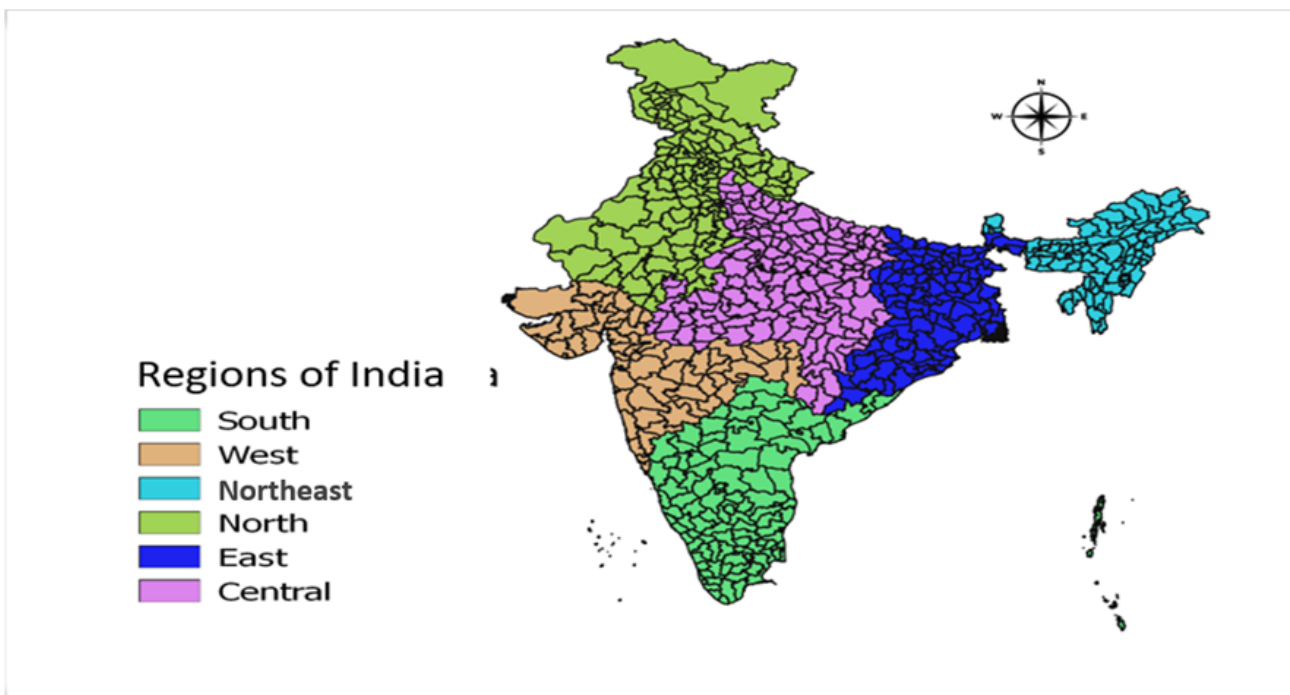 N
W E
S
Regions of India a
South
West
Northeast
North
East
Central